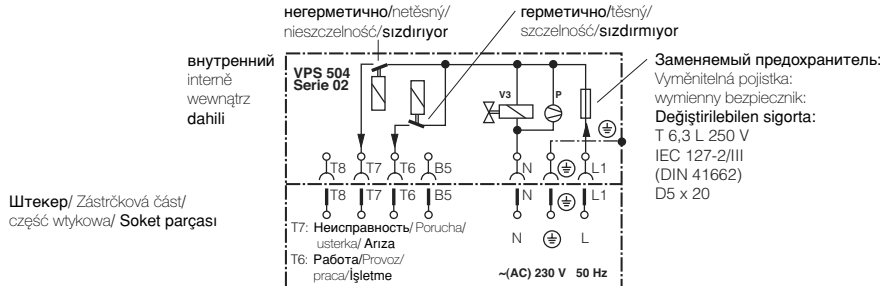 негерметично/netěsný/
nieszczelność/sızdırıyor
герметично/těsný/
szczelność/sızdırmıyor
внутренний
interně
wewnątrz
dahili
VPS 504
Serie 02
V3
P
Заменяемый предохранитель:
Vyměnitelná pojistka:
wymienny bezpiecznik:
Değiştirilebilen sigorta:
T 6,3 L 250 V
IEC 127-2/III
(DIN 41662)
D5 x 20
T8 T7 T6 B5 N L1
T8 T7 T6 B5 N L1
Штекер/ Zástrčková část/
część wtykowa/ Soket parçası
T7: Неисправность/ Porucha/
usterka/ Arıza
T6: Работа/Provoz/
praca/İşletme
N L
~(AC) 230 V 50 Hz